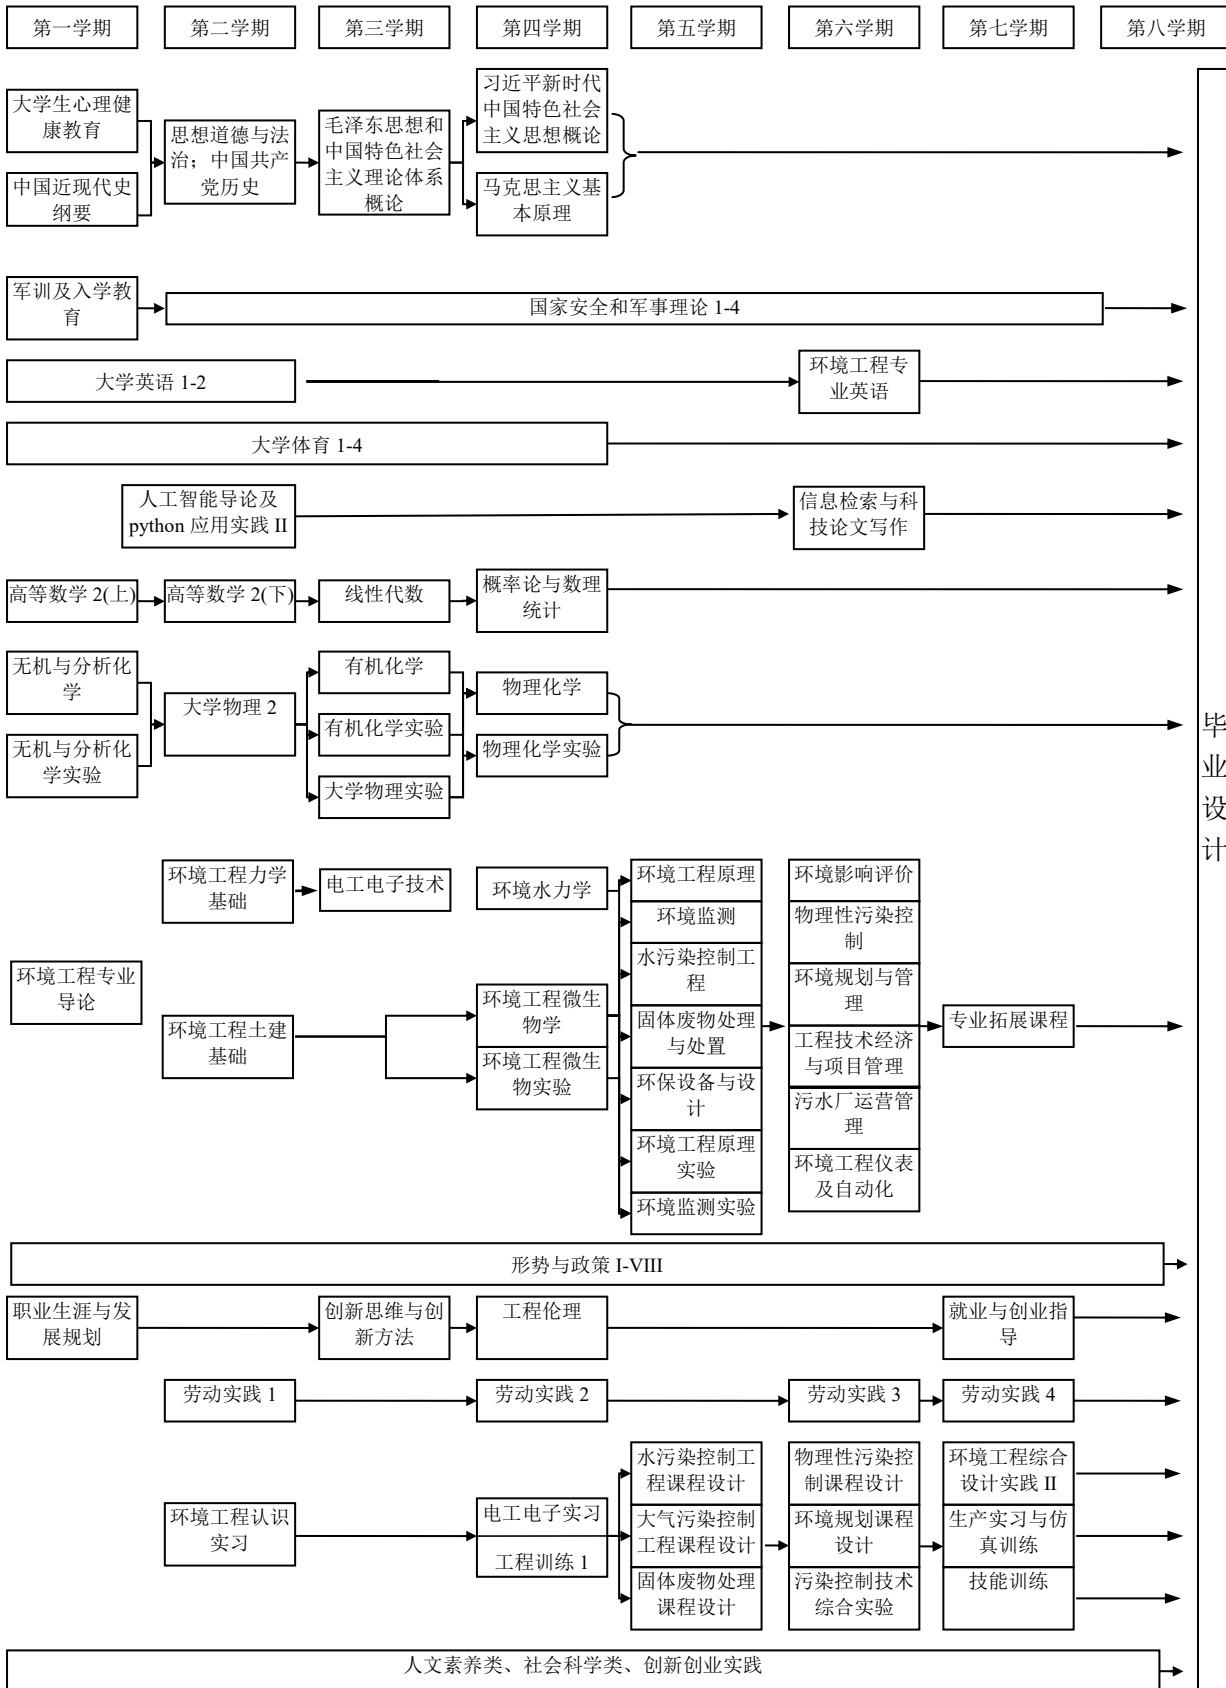 第一学期
第二学期
第三学期
第四学期
第五学期
第六学期
第七学期
第八学期
大学生心理健
康教育
中国近现代史
纲要
思想道德与法
治；中国共产
党历史
毛泽东思想和
中国特色社会
主义理论体系
概论
习近平新时代
中国特色社会
主义思想概论
马克思主义基
本原理
军训及入学教
育
国家安全和军事理论 1-4
大学英语 1-2
环境工程专
业英语
大学体育 1-4
人工智能导论及
python 应用实践 II
信息检索与科
技论文写作
高等数学 2(上)
高等数学 2(下)
线性代数
概率论与数理
统计
无机与分析化
学
无机与分析化
学实验
大学物理 2
有机化学
有机化学实验
大学物理实验
物理化学
物理化学实验
环境工程专业
导论
环境工程力学
基础
电工电子技术
环境工程土建
基础
环境水力学
环境工程微生
物学
环境工程微生
物实验
环境工程原理
环境监测
水污染控制工
程
固体废物处理
与处置
环保设备与设
计
环境工程原理
实验
环境监测实验
环境影响评价
物理性污染控
制
环境规划与管
理
工程技术经济
与项目管理
污水厂运营管
理
环境工程仪表
及自动化
专业拓展课程
形势与政策 I-VIII
职业生涯与发
展规划
创新思维与创
新方法
工程伦理
就业与创业指
导
劳动实践 1
劳动实践 2
劳动实践 3
劳动实践 4
环境工程认识
实习
电工电子实习
工程训练 1
水污染控制工
程课程设计
大气污染控制
工程课程设计
固体废物处理
课程设计
物理性污染控
制课程设计
环境规划课程
设计
污染控制技术
综合实验
环境工程综合
设计实践 II
生产实习与仿
真训练
技能训练
人文素养类、社会科学类、创新创业实践
毕
业
设
计